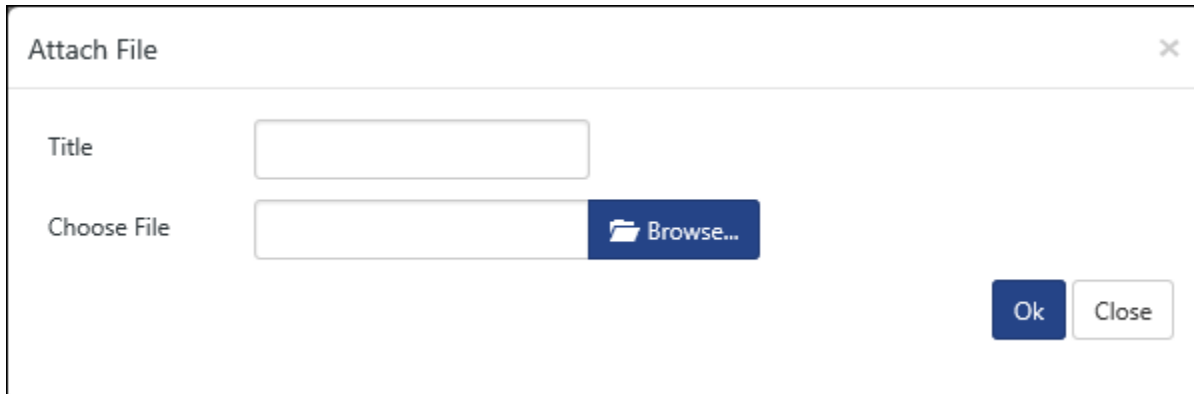 Attach File
Title
Choose File
Browse...
Ok
Close